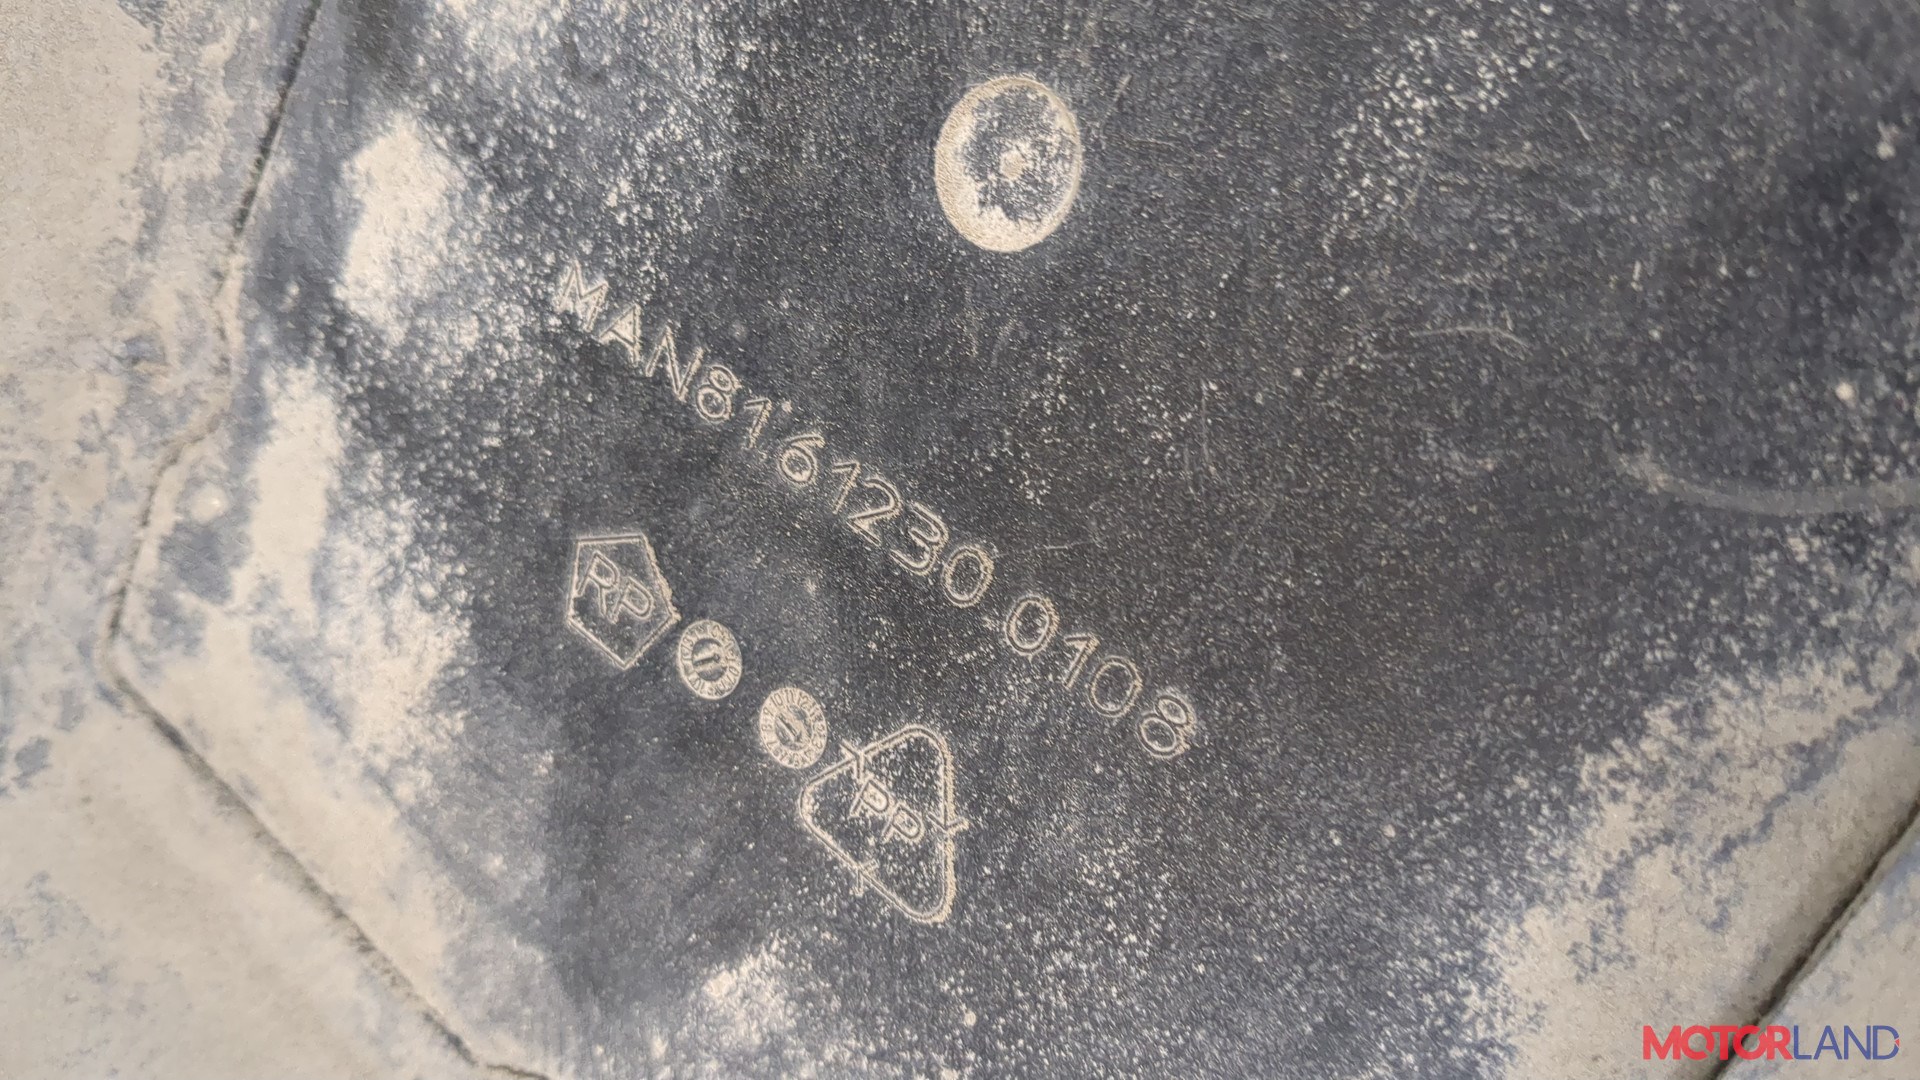 MAN81.61230.0108
RP
PP
MOTORLAND